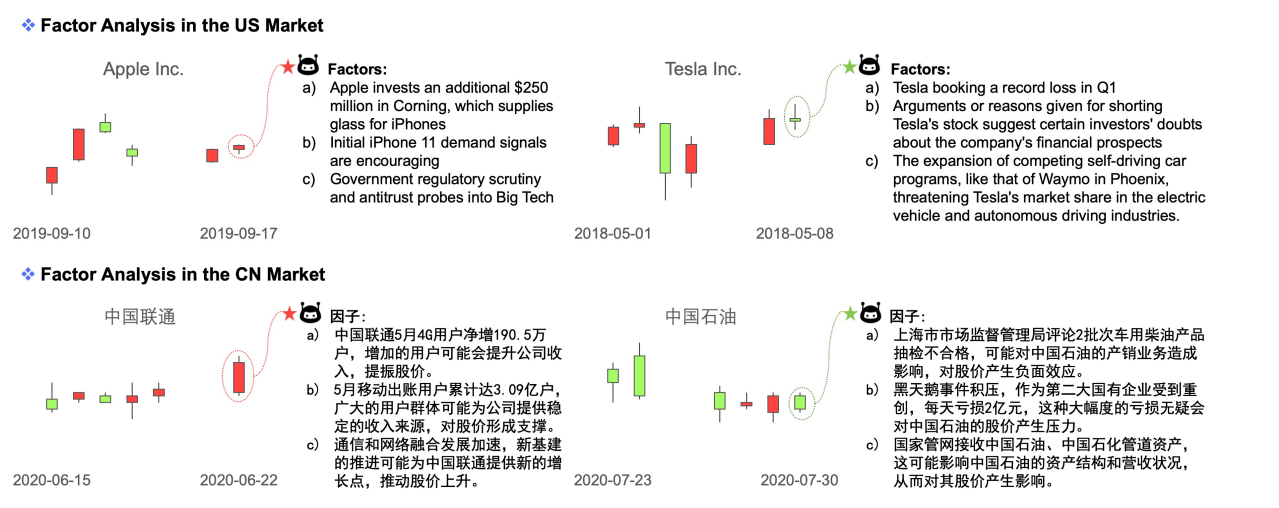 Factor Analysis in the US Market
Apple Inc.
Factors:
a) Apple invests an additional $250
million in Corning, which supplies
glass for iPhones
b) Initial iPhone 11 demand signals
are encouraging
c) Government regulatory scrutiny
and antitrust probes into Big Tech
2019-09-10
2019-09-17
Tesla Inc.
Factors:
a) Tesla booking a record loss in Q1
b) Arguments or reasons given for shorting
Tesla's stock suggest certain investors' doubts
about the company's financial prospects
c) The expansion of competing self-driving car
programs, like that of Waymo in Phoenix,
threatening Tesla's market share in the electric
vehicle and autonomous driving industries.
2018-05-01
2018-05-08
Factor Analysis in the CN Market
中国联通
因子：
a) 中国联通5月4G用户净增190.5万
户，增加的用户可能会提升公司收
入，提振股价。
b) 5月移动出账用户累计达3.09亿户，
广大的用户群体可能为公司提供稳
定的收入来源，对股价形成支撑。
c) 通信和网络融合发展加速，新基建
的推进可能为中国联通提供新的增
长点，推动股价上升。
2020-06-15
2020-06-22
中国石油
因子：
a) 上海市市场监督管理局评论2批次车用柴油产品
抽检不合格，可能对中国石油的产销业务造成
影响，对股价产生负面效应。
b) 黑天鹅事件积压，作为第二大国有企业受到重
创，每天亏损2亿元，这种大幅度的亏损无疑会
对中国石油的股价产生压力。
c) 国家管网接收中国石油、中国石化管道资产，
这可能影响中国石油的资产结构和营收状况，
从而对其股价产生影响。
2020-07-23
2020-07-30